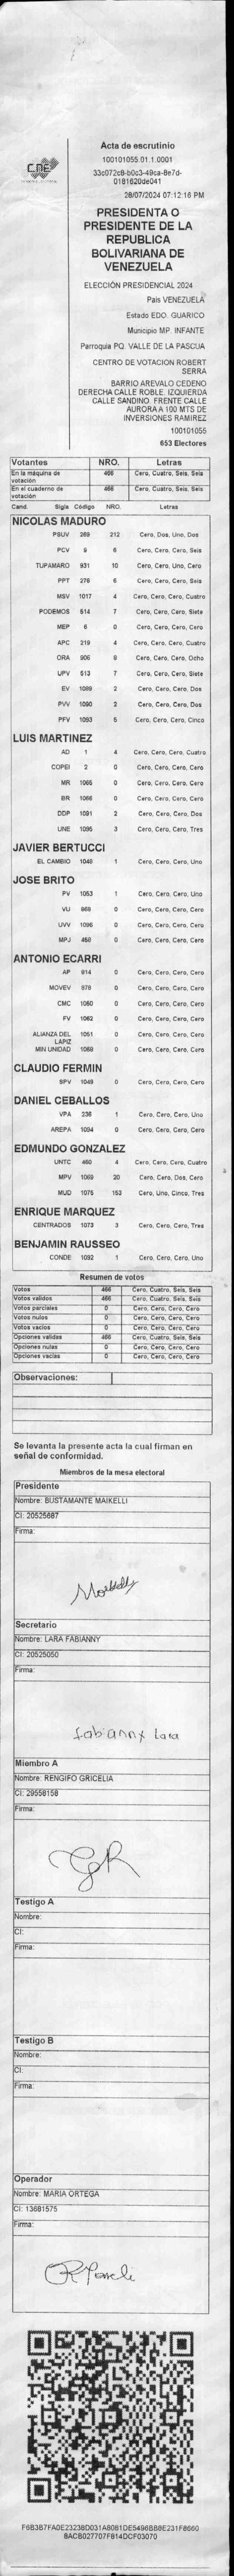 CNE
Acta de escrutinio
100101055.01.1.0001
33c072c8-b0c3-49ca-8e7d-
0181620de041
28/07/2024 07:12:16 PM
PRESIDENTA O
PRESIDENTE DE LA
REPUBLICA
BOLIVARIANA DE
VENEZUELA
ELECCIÓN PRESIDENCIAL 2024
País VENEZUELA
Estado EDO. GUARICO
Municipio MP. INFANTE
Parroquia PQ. VALLE DE LA PASCUA
CENTRO DE VOTACION ROBERT
SERRA
BARRIO AREVALO CEDENO
DERECHA CALLE ROBLE. IZQUIERDA
CALLE SANDINO. FRENTE CALLE
AURORA A 100 MTS DE
INVERSIONES RAMIREZ
100101055
653 Electores
Votantes NRO. Letras
En la máquina de votación 466 Cero, Cuatro, Seis, Seis
En el cuaderno de votación 466 Cero, Cuatro, Seis, Seis
Cand. Sigla Código NRO. Letras
NICOLAS MADURO
PSUV 269 212 Cero, Dos, Uno, Dos
PCV 9 6 Cero, Cero, Cero, Seis
TUPAMARO 931 10 Cero, Cero, Uno, Cero
PPT 276 6 Cero, Cero, Cero, Seis
MSV 1017 4 Cero, Cero, Cero, Cuatro
PODEMOS 514 7 Cero, Cero, Cero, Siete
MEP 6 0 Cero, Cero, Cero, Cero
APC 219 4 Cero, Cero, Cero, Cuatro
ORA 906 8 Cero, Cero, Cero, Ocho
UPV 513 7 Cero, Cero, Cero, Siete
EV 1089 2 Cero, Cero, Cero, Dos
PVV 1090 2 Cero, Cero, Cero, Dos
PFV 1093 5 Cero, Cero, Cero, Cinco
LUIS MARTINEZ
AD 1 4 Cero, Cero, Cero, Cuatro
COPEI 2 0 Cero, Cero, Cero, Cero
MR 1065 0 Cero, Cero, Cero, Cero
BR 1066 0 Cero, Cero, Cero, Cero
DDP 1091 2 Cero, Cero, Cero, Dos
UNE 1095 3 Cero, Cero, Cero, Tres
JAVIER BERTUCCI
EL CAMBIO 1048 1 Cero, Cero, Cero, Uno
JOSE BRITO
PV 1053 1 Cero, Cero, Cero, Uno
VU 969 0 Cero, Cero, Cero, Cero
UVV 1096 0 Cero, Cero, Cero, Cero
MPJ 458 0 Cero, Cero, Cero, Cero
ANTONIO ECARRI
AP 914 0 Cero, Cero, Cero, Cero
MOVEV 978 0 Cero, Cero, Cero, Cero
CMC 1050 0 Cero, Cero, Cero, Cero
FV 1062 0 Cero, Cero, Cero, Cero
ALIANZA DEL LAPIZ 1051 0 Cero, Cero, Cero, Cero
MIN UNIDAD 1069 0 Cero, Cero, Cero, Cero
CLAUDIO FERMIN
SPV 1049 0 Cero, Cero, Cero, Cero
DANIEL CEBALLOS
VPA 236 1 Cero, Cero, Cero, Uno
AREPA 1094 0 Cero, Cero, Cero, Cero
EDMUNDO GONZALEZ
UNTC 460 4 Cero, Cero, Cero, Cuatro
MPV 1069 20 Cero, Cero, Dos, Cero
MUD 1075 153 Cero, Uno, Cinco, Tres
ENRIQUE MARQUEZ
CENTRADOS 1073 3 Cero, Cero, Cero, Tres
BENJAMIN RAUSSEO
CONDE 1092 1 Cero, Cero, Cero, Uno
Resumen de votos
Votos 466 Cero, Cuatro, Seis, Seis
Votos validos 466 Cero, Cuatro, Seis, Seis
Votos parciales 0 Cero, Cero, Cero, Cero
Votos nulos 0 Cero, Cero, Cero, Cero
Votos vacios 0 Cero, Cero, Cero, Cero
Opciones validas 466 Cero, Cuatro, Seis, Seis
Opciones nulas 0 Cero, Cero, Cero, Cero
Opciones vacias 0 Cero, Cero, Cero, Cero
Observaciones:
Se levanta la presente acta la cual firman en
señal de conformidad.
Miembros de la mesa electoral
Presidente
Nombre: BUSTAMANTE MAIKELLI
CI: 20525687
Firma:
Secretario
Nombre: LARA FABIANNY
CI: 20525050
Firma:
fabianny Lara
Miembro A
Nombre: RENGIFO GRICELIA
CI: 29558158
Firma:
Testigo A
Nombre:
CI:
Firma:
Testigo B
Nombre:
CI:
Firma:
Operador
Nombre: MARIA ORTEGA
CI: 13681575
Firma:
F6B3B7FA0E23238D031A8081DE5496BB8E231F8660
8ACB027707F814DCF03070